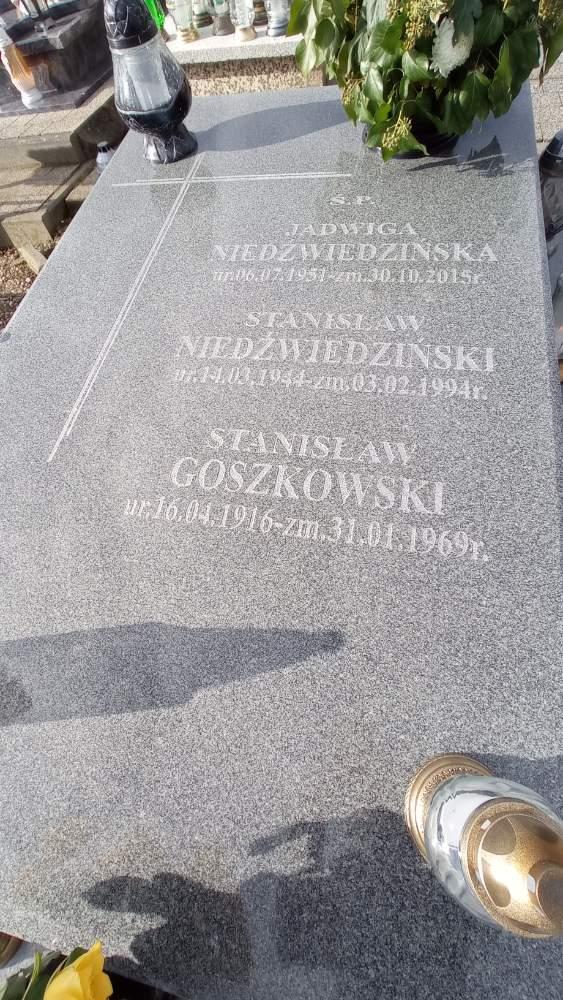 Ś.P.
JADWIGA
NIEDŹWIEDZIŃSKA
ur.06.07.1951-zm.30.10.2015r.
STANISŁAW
NIEDŹWIEDZIŃSKI
ur.14.03.1944-zm.03.02.1994r.
STANISŁAW
GOSZKOWSKI
ur.16.04.1916-zm.31.01.1969r.